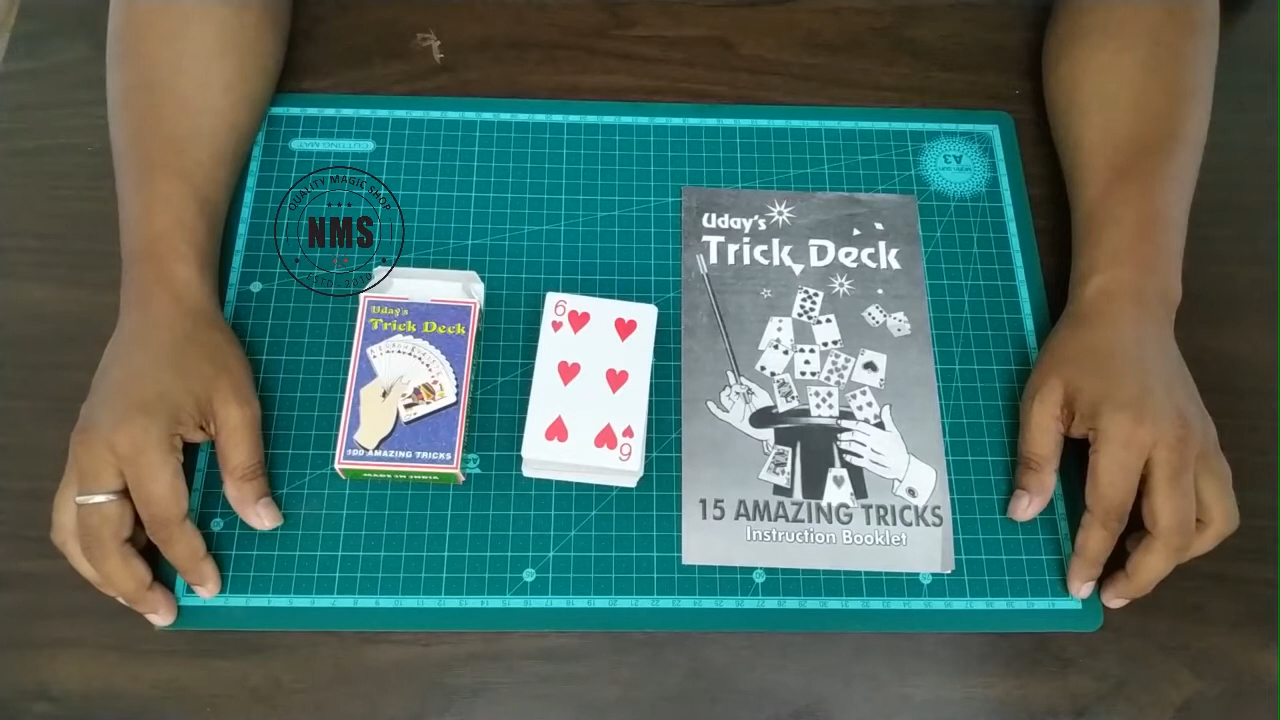 CUTTING MAT
A3
QUALITY MAGIC SHOP
NMS
Uday's
Trick Deck
100 AMAZING TRICKS
MADE IN INDIA
6
6
Uday's
Trick Deck
15 AMAZING TRICKS
Instruction Booklet